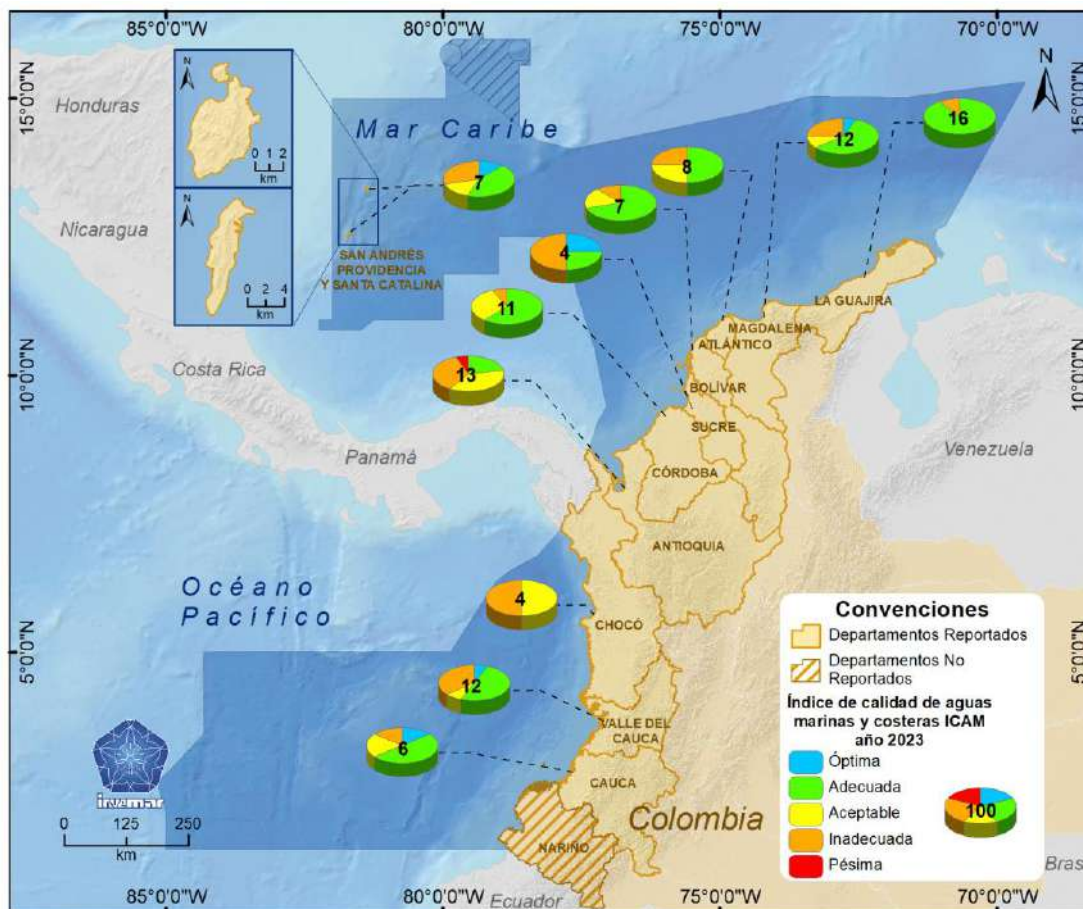 85°0'0"W
80°0'0"W
75°0'0"W
70°0'0"W
15°0'0"N
15°0'0"N
10°0'0"N
10°0'0"N
5°0'0"N
5°0'0"N
N
N
N
Honduras
Nicaragua
Costa Rica
Panamá
Venezuela
Mar Caribe
0 1 2
km
0 2 4
km
SAN ANDRÉS
PROVIDENCIA
Y SANTA CATALINA
7
4
7
8
12
16
11
13
LA GUAJIRA
MAGDALENA
ATLÁNTICO
BOLÍVAR
SUCRE
CÓRDOBA
ANTIOQUIA
Océano
Pacífico
4
12
6
CHOCÓ
VALLE DEL
CAUCA
CAUCA
NARIÑO
Colombia
Ecuador
Bras
invemar
0 125 250
km
Convenciones
Departamentos Reportados
Departamentos No
Reportados
Índice de calidad de aguas
marinas y costeras ICAM
año 2023
Óptima
Adecuada
Aceptable
Inadecuada
Pésima
100
85°0'0"W
80°0'0"W
75°0'0"W
70°0'0"W